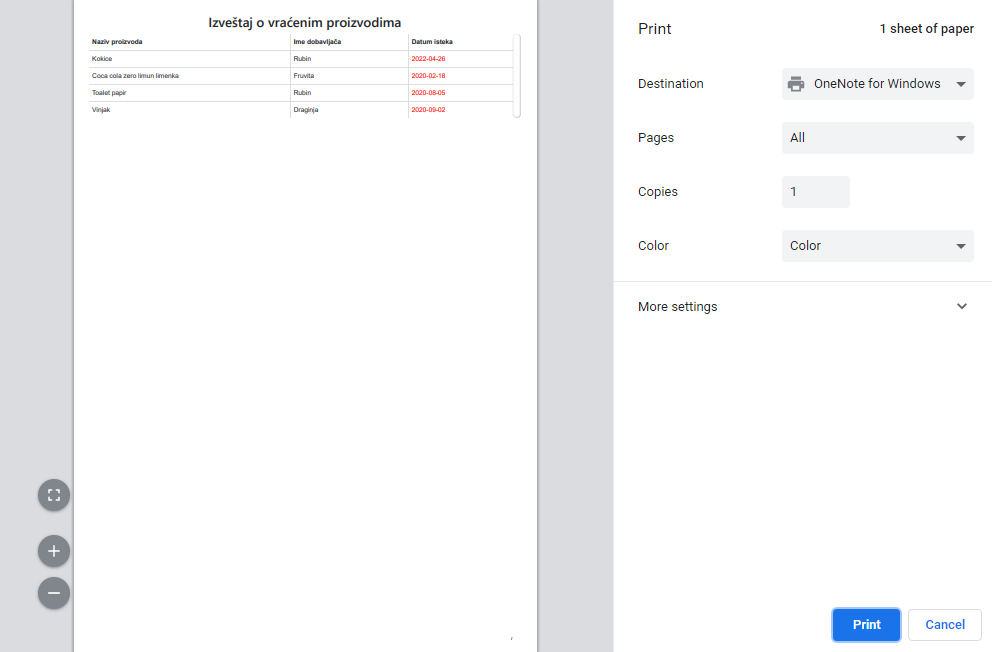 Izveštaj o vraćenim proizvodima
Naziv proizvoda Ime dobavljača Datum isteka
Kokice Rubin 2022-04-26
Coca cola zero limun limenka Fruvita 2020-02-18
Toalet papir Rubin 2020-08-05
Vinjak Draginja 2020-09-02
Print 1 sheet of paper
Destination OneNote for Windows
Pages All
Copies 1
Color Color
More settings
Print Cancel